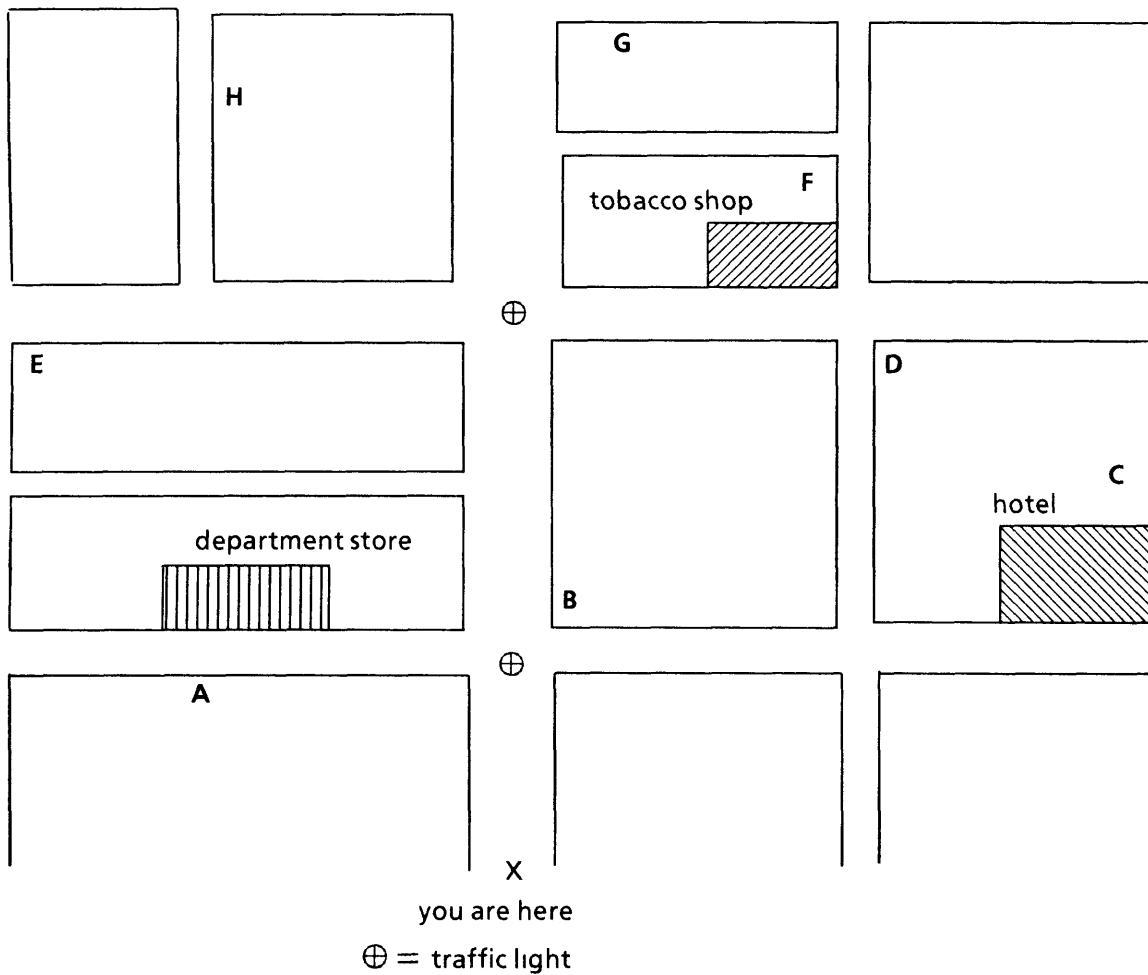 G
H
F
tobacco shop
E
D
C
hotel
department store
B
A
X
you are here
⊕ = traffic light